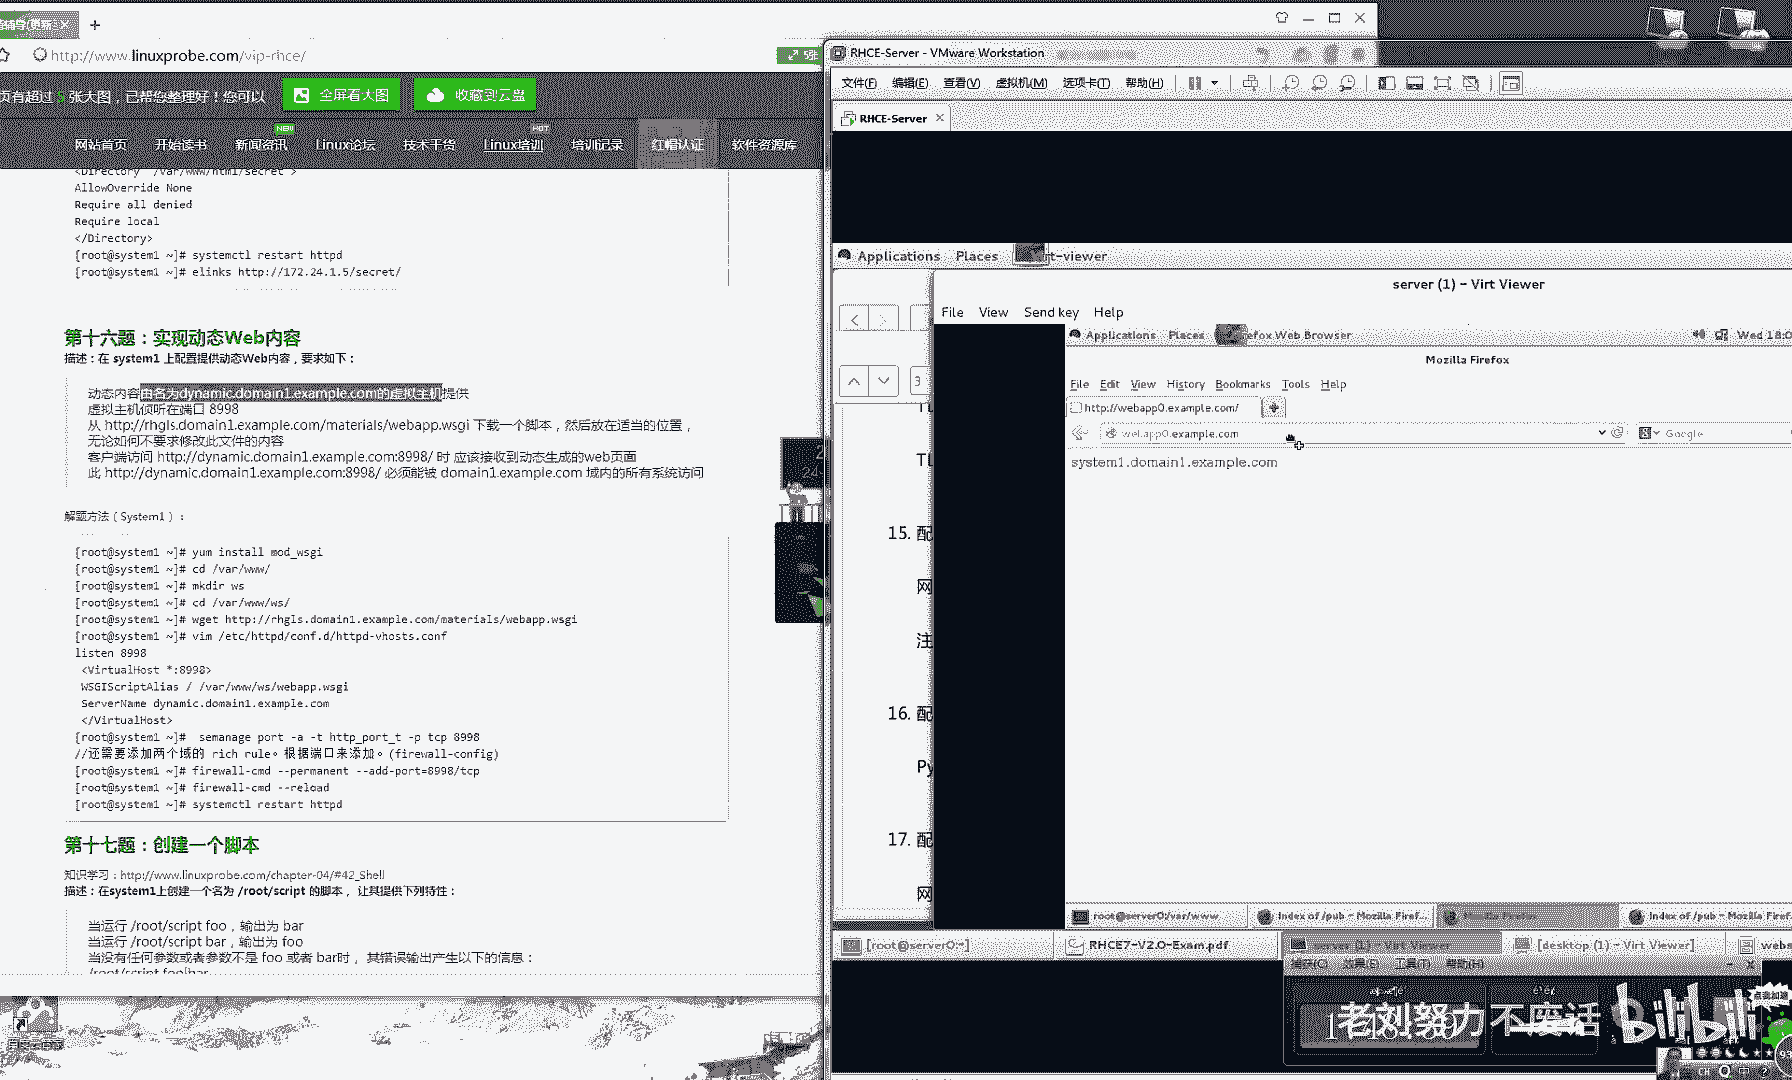 http://www.linuxprobe.com/vip-rhce/
页有超过 5 张大图，已帮您整理好！您可以
全屏看大图
收藏到云盘
网站首页
开始读书
新闻资讯
Linux论坛
技术干货
Linux培训
HOT
培训记录
红帽认证
软件资源库
<Directory "/var/www/html/secret">
AllowOverride None
Require all denied
Require local
</Directory>
[root@system1 ~]# systemctl restart httpd
[root@system1 ~]# elinks http://172.24.1.5/secret/
第十六题：实现动态Web内容
描述：在 system1 上配置提供动态Web内容，要求如下：
动态内容由名为dynamic.domain1.example.com的虚拟主机提供
虚拟主机侦听在端口 8998
从 http://rhgls.domain1.example.com/materials/webapp.wsgi 下载一个脚本，然后放在适当的位置，
无论如何不要求修改此文件的内容
客户端访问 http://dynamic.domain1.example.com:8998/ 时 应该接收到动态生成的web页面
此 http://dynamic.domain1.example.com:8998/ 必须能被 domain1.example.com 域内的所有系统访问
解题方法（System1）：
[root@system1 ~]# yum install mod_wsgi
[root@system1 ~]# cd /var/www/
[root@system1 ~]# mkdir ws
[root@system1 ~]# cd /var/www/ws/
[root@system1 ~]# wget http://rhgls.domain1.example.com/materials/webapp.wsgi
[root@system1 ~]# vim /etc/httpd/conf.d/httpd-vhosts.conf
listen 8998
<VirtualHost *:8998>
WSGIScriptAlias / /var/www/ws/webapp.wsgi
ServerName dynamic.domain1.example.com
</VirtualHost>
[root@system1 ~]#  semanage port -a -t http_port_t -p tcp 8998
//还需要添加两个域的 rich rule。根据端口来添加。(firewall-config)
[root@system1 ~]# firewall-cmd --permanent --add-port=8998/tcp
[root@system1 ~]# firewall-cmd --reload
[root@system1 ~]# systemctl restart httpd
第十七题：创建一个脚本
知识学习：http://www.linuxprobe.com/chapter-04/#42_Shell
描述：在system1上创建一个名为 /root/script 的脚本， 让其提供下列特性：
当运行 /root/script foo，输出为 bar
当运行 /root/script bar，输出为 foo
当没有任何参数或者参数不是 foo 或者 bar时， 其错误输出产生以下的信息：
/root/script foo|bar
RHCE-Server - VMware Workstation
文件(F) 编辑(E) 查看(V) 虚拟机(M) 选项卡(T) 帮助(H)
RHCE-Server
Applications Places
virt-viewer
server (1) – Virt Viewer
File View Send key Help
Applications Places
Firefox Web Browser
Wed 18:0
Mozilla Firefox
File Edit View History Bookmarks Tools Help
http://webapp0.example.com/
webapp0.example.com
Google
system1.domain1.example.com
3
15. 配
网
注
16. 配
Py
17. 配
网
root@server0:/var/www
Index of /pub – Mozilla Firef...
Mozilla Firefox
Index of /pub – Mozilla Firef
[root@server0:~]
RHCE7-V2.0-Exam.pdf
server (1) – Virt Viewer
[desktop (1) – Virt Viewer]
webs
工具(T) 帮助(H)
老刘努力不废话
bilibili